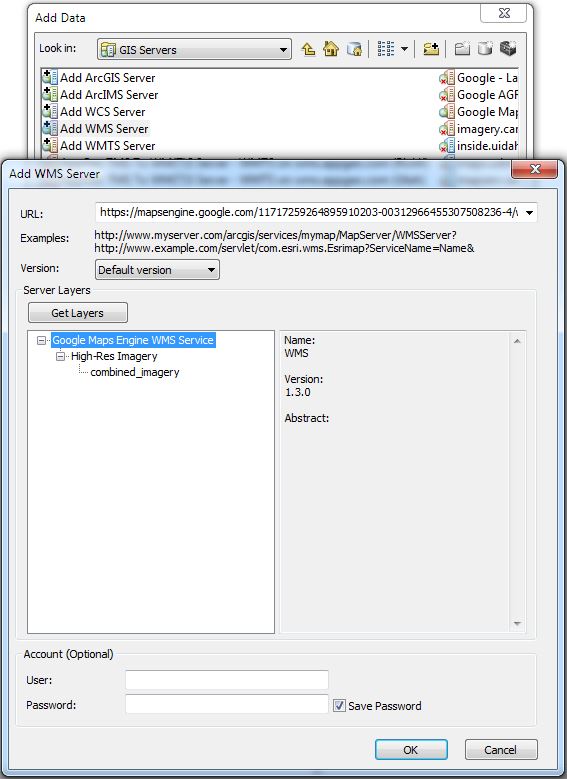 Add Data
Look in: GIS Servers
Add ArcGIS Server
Add ArcIMS Server
Add WCS Server
Add WMS Server
Add WMTS Server
Google - La
Google AGF
Google Map
imagery.car
inside.uidah
Add WMS Server
URL: https://mapsengine.google.com/11717259264895910203-00312966455307508236-4/w
Examples: http://www.myserver.com/arcgis/services/mymap/MapServer/WMSServer?
http://www.example.com/servlet/com.esri.wms.Esrimap?ServiceName=Name&
Version: Default version
Server Layers
Get Layers
Google Maps Engine WMS Service
High-Res Imagery
combined_imagery
Name:
WMS
Version:
1.3.0
Abstract:
Account (Optional)
User:
Password:
Save Password
OK
Cancel